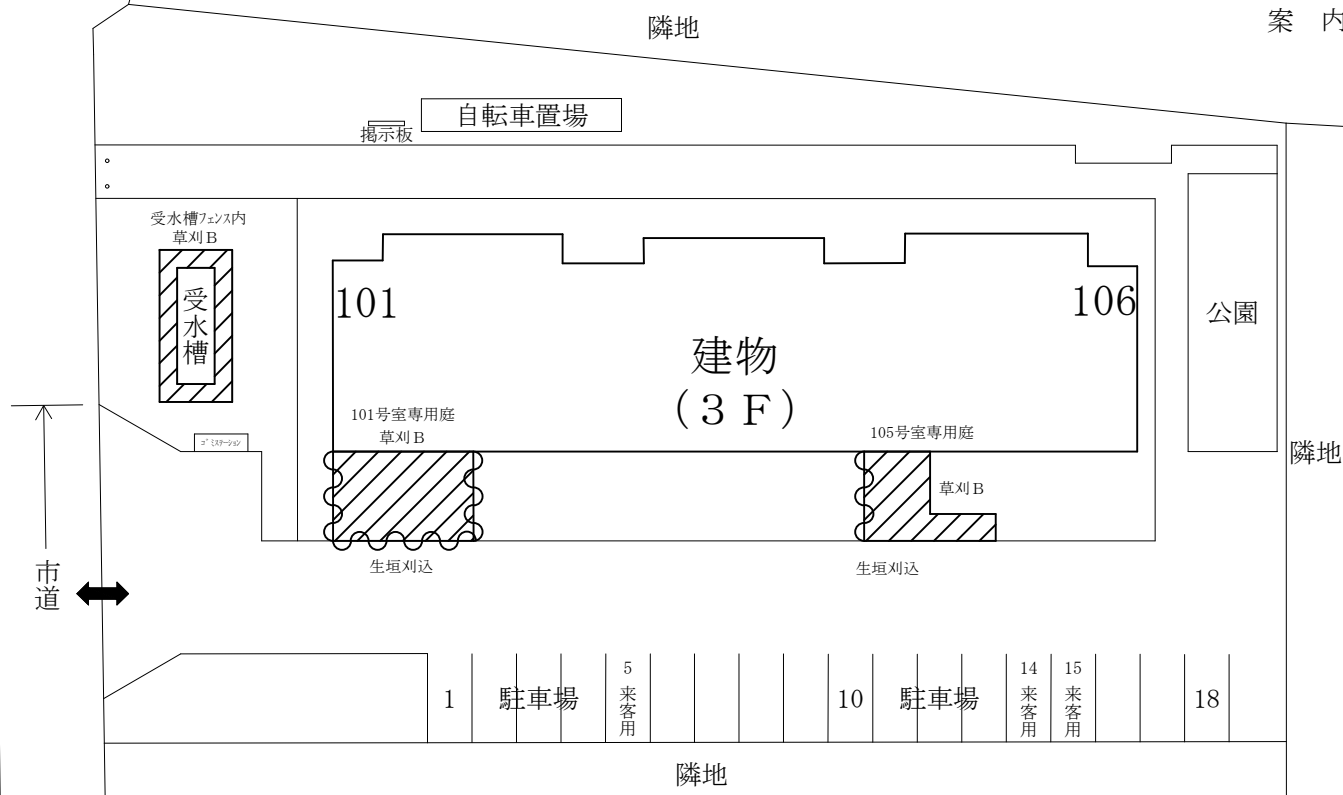 隣地
案 内
自転車置場
掲示板
受水槽フェンス内
草刈B
受水槽
101
106
建物
(3F)
公園
101号室専用庭
草刈B
105号室専用庭
草刈B
ゴミステーション
隣地
生垣刈込
生垣刈込
市道
1
駐車場
5
来客用
10
駐車場
14
来客用
15
来客用
18
隣地